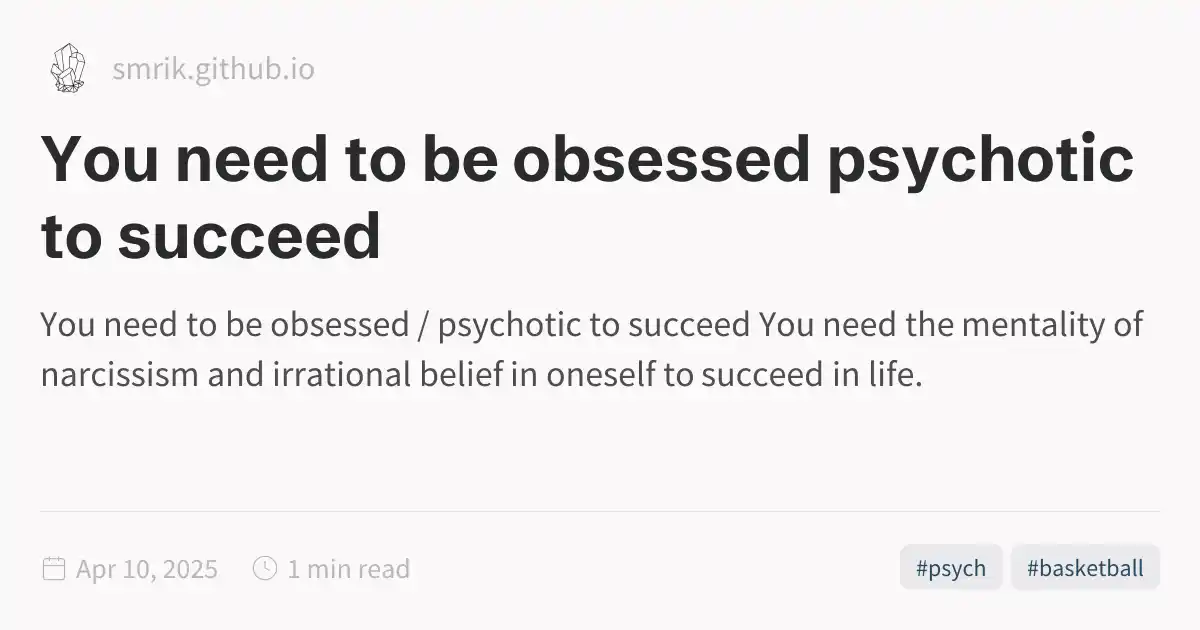 smrik.github.io
You need to be obsessed psychotic
to succeed
You need to be obsessed / psychotic to succeed You need the mentality of
narcissism and irrational belief in oneself to succeed in life.
Apr 10, 2025 1 min read #psych #basketball